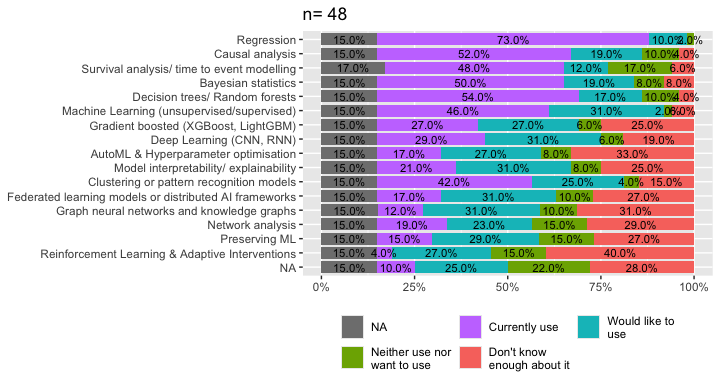 n= 48
Regression 15.0% 73.0% 10.0% 2.0%
Causal analysis 15.0% 52.0% 19.0% 10.0% 4.0%
Survival analysis/ time to event modelling 17.0% 48.0% 12.0% 17.0% 6.0%
Bayesian statistics 15.0% 50.0% 19.0% 8.0% 8.0%
Decision trees/ Random forests 15.0% 54.0% 17.0% 10.0% 4.0%
Machine Learning (unsupervised/supervised) 15.0% 46.0% 31.0% 2.0% 6.0%
Gradient boosted (XGBoost, LightGBM) 15.0% 27.0% 27.0% 6.0% 25.0%
Deep Learning (CNN, RNN) 15.0% 29.0% 31.0% 6.0% 19.0%
AutoML & Hyperparameter optimisation 15.0% 17.0% 27.0% 8.0% 33.0%
Model interpretability/ explainability 15.0% 21.0% 31.0% 8.0% 25.0%
Clustering or pattern recognition models 15.0% 42.0% 25.0% 4.0% 15.0%
Federated learning models or distributed AI frameworks 15.0% 17.0% 31.0% 10.0% 27.0%
Graph neural networks and knowledge graphs 15.0% 12.0% 31.0% 10.0% 31.0%
Network analysis 15.0% 19.0% 23.0% 15.0% 29.0%
Preserving ML 15.0% 15.0% 29.0% 15.0% 27.0%
Reinforcement Learning & Adaptive Interventions 15.0% 4.0% 27.0% 15.0% 40.0%
NA 15.0% 10.0% 25.0% 22.0% 28.0%
0% 25% 50% 75% 100%
NA
Currently use
Would like to
use
Neither use nor
want to use
Don't know
enough about it